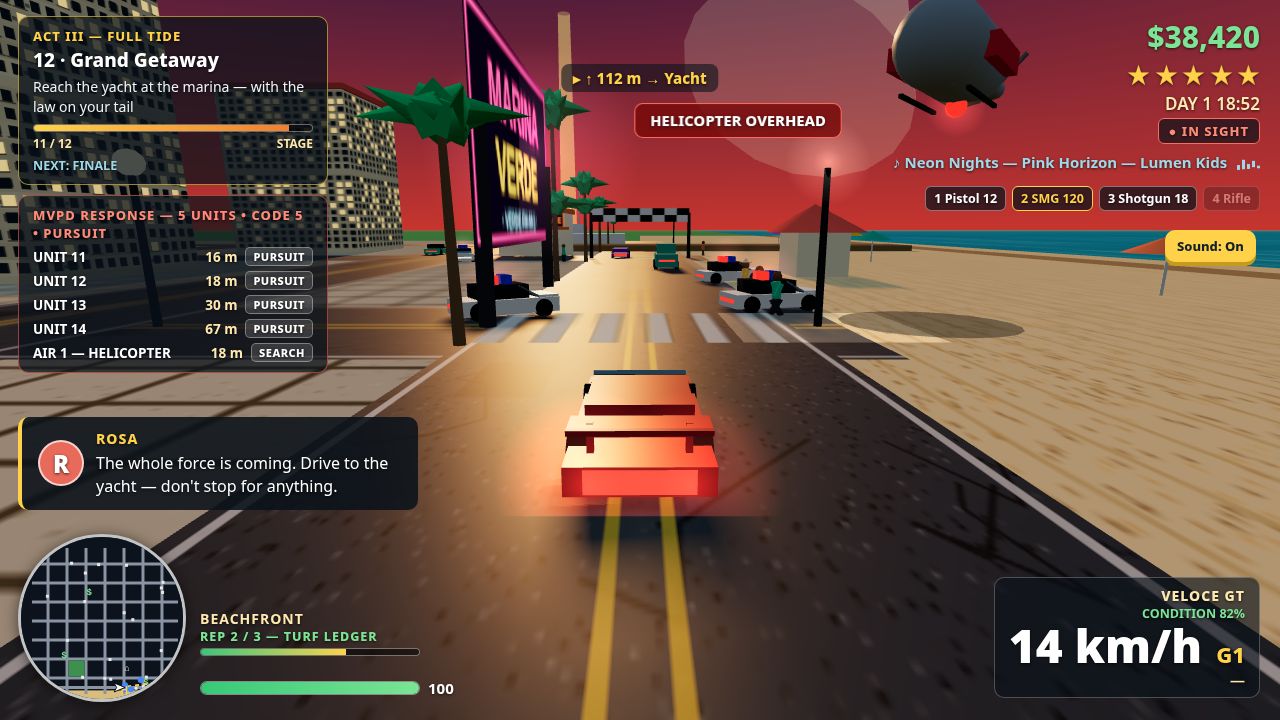 ACT III — FULL TIDE
12 · Grand Getaway
Reach the yacht at the marina — with the
law on your tail
11 / 12 STAGE
NEXT: FINALE
MVPD RESPONSE — 5 UNITS • CODE 5
• PURSUIT
UNIT 11 16 m PURSUIT
UNIT 12 18 m PURSUIT
UNIT 13 30 m PURSUIT
UNIT 14 67 m PURSUIT
AIR 1 — HELICOPTER 18 m SEARCH
MARINA
VERDE
▸ ↑ 112 m → Yacht
HELICOPTER OVERHEAD
$38,420
★★★★★
DAY 1 18:52
● IN SIGHT
♪ Neon Nights — Pink Horizon — Lumen Kids
1 Pistol 12 2 SMG 120 3 Shotgun 18 4 Rifle
Sound: On
R
ROSA
The whole force is coming. Drive to the
yacht — don't stop for anything.
$
$
BEACHFRONT
REP 2 / 3 — TURF LEDGER
100
VELOCE GT
CONDITION 82%
14 km/h G1
—